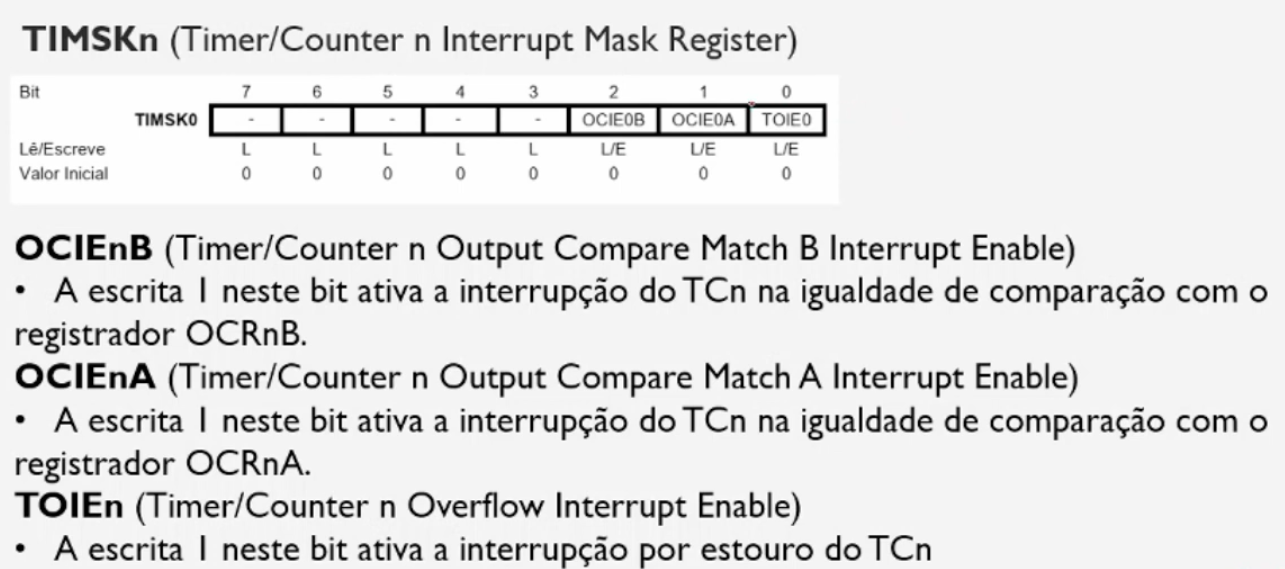 TIMSKn (Timer/Counter n Interrupt Mask Register)
Bit 7 6 5 4 3 2 1 0
TIMSK0 - - - - - OCIE0B OCIE0A TOIE0
Lê/Escreve L L L L L L/E L/E L/E
Valor Inicial 0 0 0 0 0 0 0 0
OCIEnB (Timer/Counter n Output Compare Match B Interrupt Enable)
• A escrita 1 neste bit ativa a interrupção do TCn na igualdade de comparação com o
registrador OCRnB.
OCIEnA (Timer/Counter n Output Compare Match A Interrupt Enable)
• A escrita 1 neste bit ativa a interrupção do TCn na igualdade de comparação com o
registrador OCRnA.
TOIEn (Timer/Counter n Overflow Interrupt Enable)
• A escrita 1 neste bit ativa a interrupção por estouro do TCn